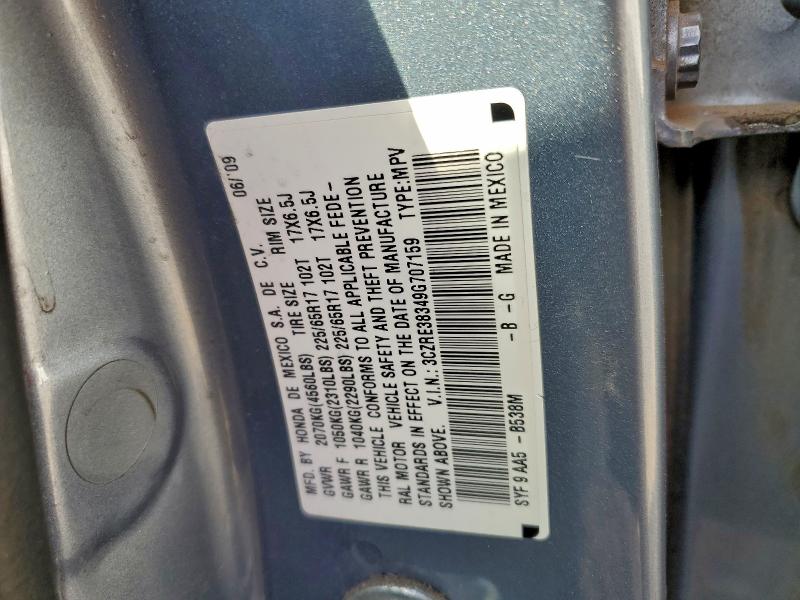 MFD. BY HONDA DE MEXICO S.A. DE C.V. 06/'09
GVWR 2070KG(4560LBS) TIRE SIZE RIM SIZE
GAWR F 1050KG(2310LBS) 225/65R17 102T 17X6.5J
GAWR R 1040KG(2290LBS) 225/65R17 102T 17X6.5J
THIS VEHICLE CONFORMS TO ALL APPLICABLE FEDE-
RAL MOTOR VEHICLE SAFETY AND THEFT PREVENTION
STANDARDS IN EFFECT ON THE DATE OF MANUFACTURE
SHOWN ABOVE. V.I.N.: 3CZRE38349G707159 TYPE:MPV
SYF 9 AA5 -B538M -B -G MADE IN MEXICO